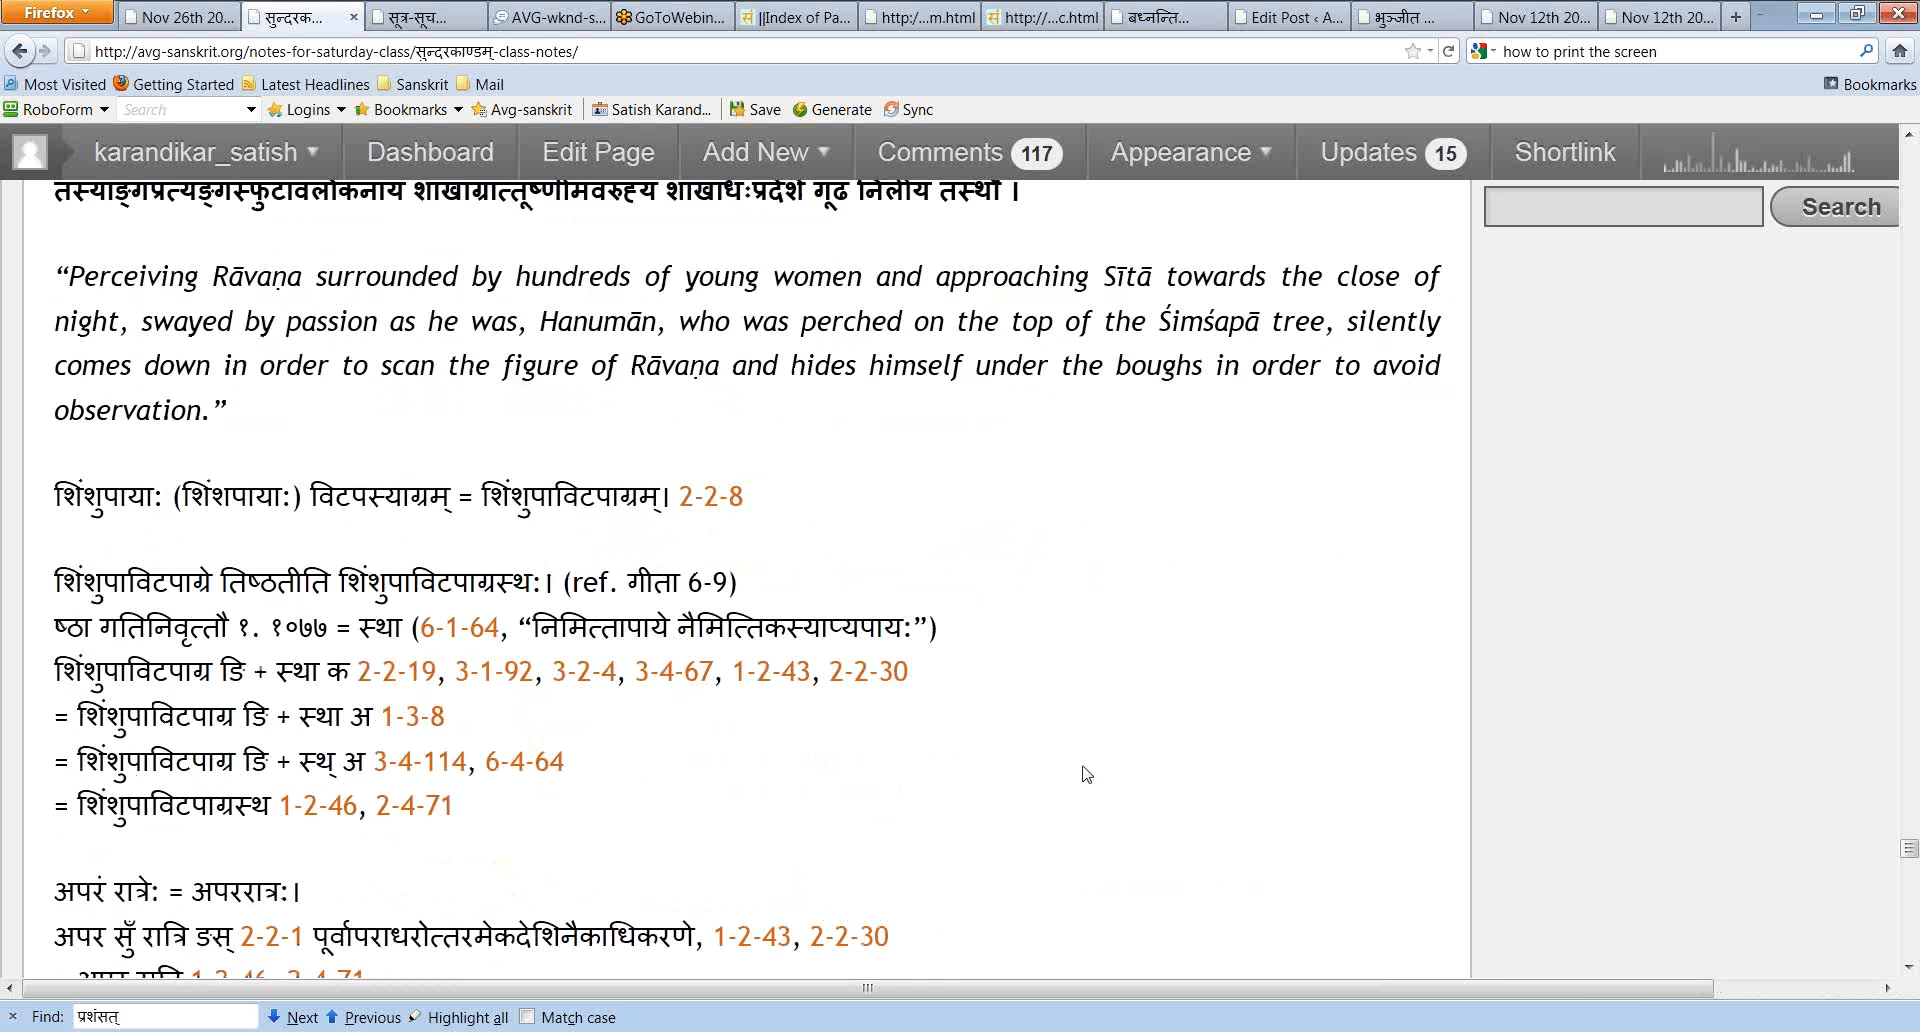 Firefox
Nov 26th 20...
सुन्दरक...
सूत्र-सूच...
AVG-wknd-s...
GoToWebin...
||Index of Pa...
http:/...m.html
http://...c.html
बध्नन्ति...
Edit Post ‹ A...
भुञ्जीत ...
Nov 12th 20...
Nov 12th 20...
http://avg-sanskrit.org/notes-for-saturday-class/सुन्दरकाण्डम्-class-notes/
how to print the screen
Most Visited Getting Started Latest Headlines Sanskrit Mail Bookmarks
RoboForm Search Logins Bookmarks Avg-sanskrit Satish Karand... Save Generate Sync
karandikar_satish Dashboard Edit Page Add New Comments 117 Appearance Updates 15 Shortlink
तस्याङ्गप्रत्यङ्गस्फुटावलोकनाय शाखाग्रात्तूष्णीमवरुह्य शाखाधःप्रदेशे गूढं निलीय तस्थौ ।
Search
“Perceiving Rāvaṇa surrounded by hundreds of young women and approaching Sītā towards the close of
night, swayed by passion as he was, Hanumān, who was perched on the top of the Śimśapā tree, silently
comes down in order to scan the figure of Rāvaṇa and hides himself under the boughs in order to avoid
observation.”
शिंशुपाया: (शिंशपाया:) विटपस्याग्रम् = शिंशुपाविटपाग्रम्। 2-2-8
शिंशुपाविटपाग्रे तिष्ठतीति शिंशुपाविटपाग्रस्थ:। (ref. गीता 6-9)
ष्ठा गतिनिवृत्तौ १. १०७७ = स्था (6-1-64, “निमित्तापाये नैमित्तिकस्याप्यपाय:”)
शिंशुपाविटपाग्र ङि + स्था क 2-2-19, 3-1-92, 3-2-4, 3-4-67, 1-2-43, 2-2-30
= शिंशुपाविटपाग्र ङि + स्था अ 1-3-8
= शिंशुपाविटपाग्र ङि + स्थ् अ 3-4-114, 6-4-64
= शिंशुपाविटपाग्रस्थ 1-2-46, 2-4-71
अपरं रात्रे: = अपररात्र:।
अपर सुँ रात्रि ङस् 2-2-1 पूर्वापराधरोत्तरमेकदेशिनैकाधिकरणे, 1-2-43, 2-2-30
Find: प्रशंसत् Next Previous Highlight all Match case